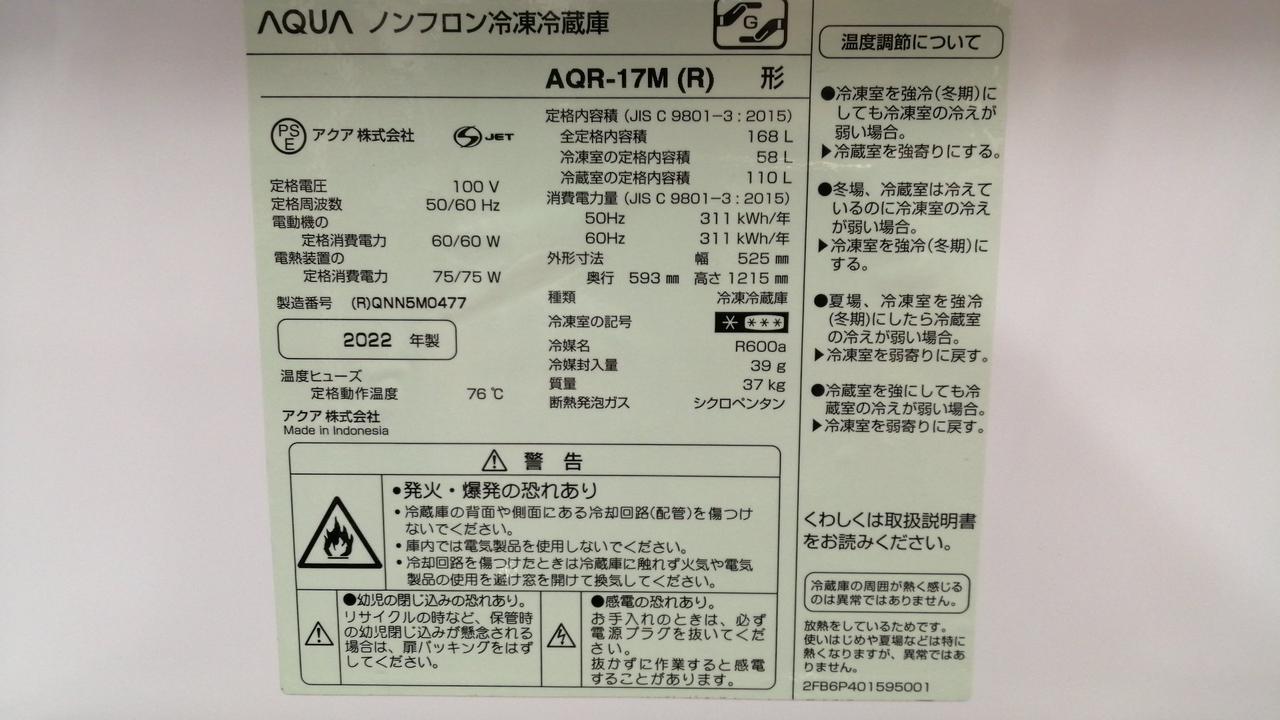 AQUA ノンフロン冷凍冷蔵庫
G
AQR-17M (R) 形
PS
E
アクア 株式会社
JET
定格電圧 100 V
定格周波数 50/60 Hz
電動機の
定格消費電力 60/60 W
電熱装置の
定格消費電力 75/75 W
製造番号 (R)QNN5M0477
2022 年製
温度ヒューズ
定格動作温度 76 ℃
アクア 株式会社
Made in Indonesia
定格内容積 (JIS C 9801-3 : 2015)
全定格内容積 168 L
冷凍室の定格内容積 58 L
冷蔵室の定格内容積 110 L
消費電力量 (JIS C 9801-3 : 2015)
50Hz 311 kWh/年
60Hz 311 kWh/年
外形寸法 幅 525 ㎜
奥行 593 ㎜ 高さ 1215 ㎜
種類 冷凍冷蔵庫
冷凍室の記号 * ***
冷媒名 R600a
冷媒封入量 39 g
質量 37 kg
断熱発泡ガス シクロペンタン
⚠ 警 告
•発火・爆発の恐れあり
•冷蔵庫の背面や側面にある冷却回路(配管)を傷つけ
ないでください。
•庫内では電気製品を使用しないでください。
•冷却回路を傷つけたときは冷蔵庫に触れず火気や電気
製品の使用を避け窓を開けて換気してください。
●幼児の閉じ込みの恐れあり。
リサイクルの時など、保管時
の幼児閉じ込みが懸念される
場合は、扉パッキングをはず
してください。
●感電の恐れあり。
お手入れのときは、必ず
電源プラグを抜いてくだ
さい。
抜かずに作業すると感電
することがあります。
温度調節について
●冷凍室を強冷(冬期)に
しても冷凍室の冷えが
弱い場合。
▶冷蔵室を強寄りにする。
●冬場、冷蔵室は冷えて
いるのに冷凍室の冷え
が弱い場合。
▶冷凍室を強冷(冬期)に
する。
●夏場、冷凍室を強冷
(冬期)にしたら冷蔵室
の冷えが弱い場合。
▶冷凍室を弱寄りに戻す。
●冷蔵室を強にしても冷
蔵室の冷えが弱い場合。
▶冷凍室を弱寄りに戻す。
くわしくは取扱説明書
をお読みください。
冷蔵庫の周囲が熱く感じる
のは異常ではありません。
放熱をしているためです。
使いはじめや夏場などは特に
熱くなりますが、異常ではあ
りません。
2FB6P401595001